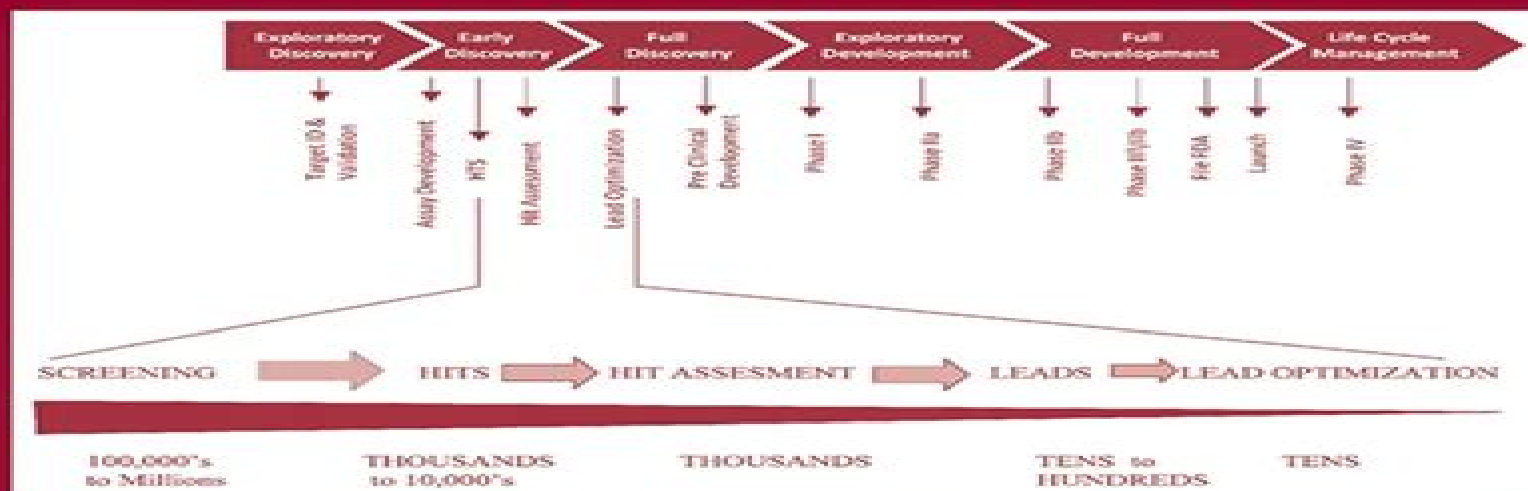 Exploratory
Discovery
Early
Discovery
Full
Discovery
Exploratory
Development
Full
Development
Life Cycle
Management
Target ID &
Validation
Assay Development
HTS
Hit Assessment
Lead Optimization
Pre Clinical
Development
Phase I
Phase IIa
Phase IIb
Phase
File FDA
Launch
Phase IV
SCREENING
HITS
HIT ASSESMENT
LEADS
LEAD OPTIMIZATION
100,000"s
to Millions
THOUSANDS
to 10,000"s
THOUSANDS
TENS to
HUNDREDS
TENS